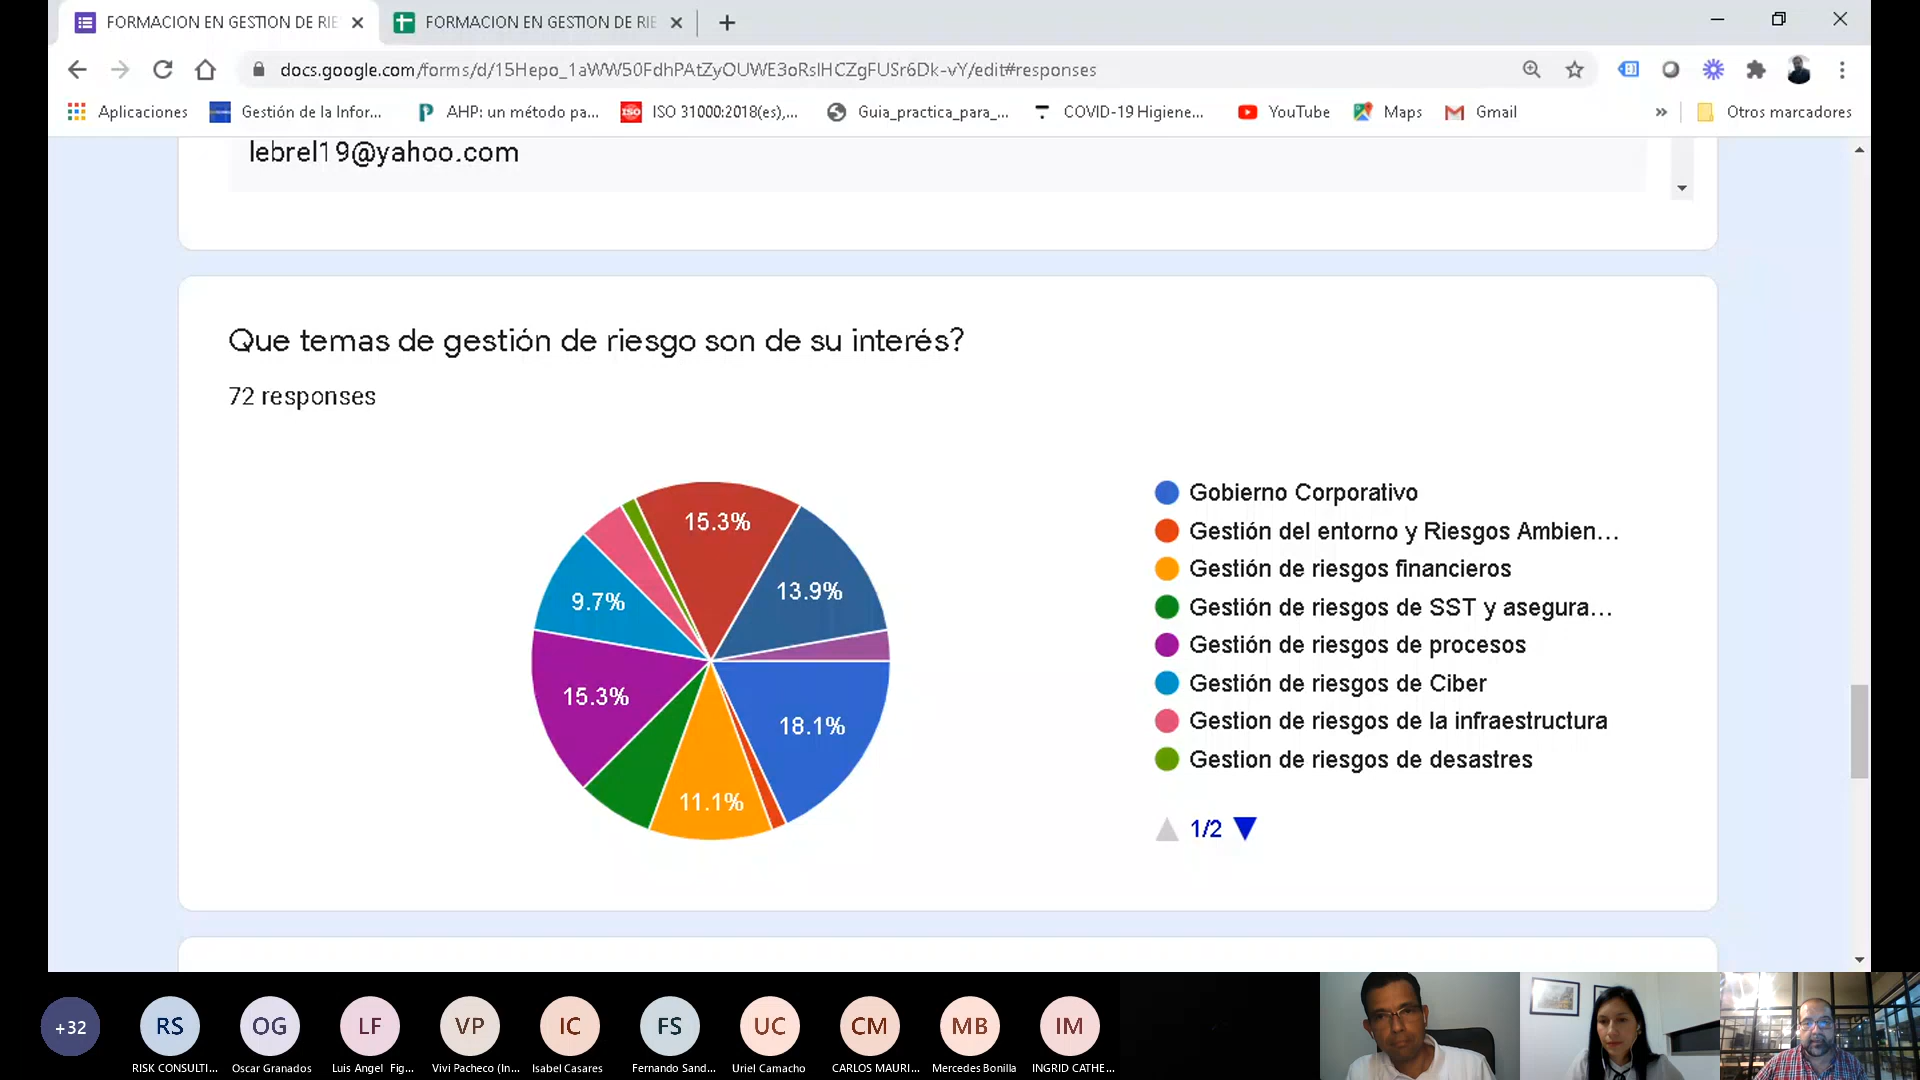 FORMACION EN GESTION DE RIE
FORMACION EN GESTION DE RIE
docs.google.com/forms/d/15Hepo_1aWW50FdhPAtZyOUWE3oRslHCZgFUSr6Dk-vY/edit#responses
Aplicaciones
Gestión de la Infor...
AHP: un método pa...
ISO 31000:2018(es),...
Guia_practica_para_...
COVID-19 Higiene...
YouTube
Maps
Gmail
»
Otros marcadores
lebrel19@yahoo.com
Que temas de gestión de riesgo son de su interés?
72 responses
15.3%
13.9%
9.7%
15.3%
18.1%
11.1%
Gobierno Corporativo
Gestión del entorno y Riesgos Ambien...
Gestión de riesgos financieros
Gestión de riesgos de SST y asegura...
Gestión de riesgos de procesos
Gestión de riesgos de Ciber
Gestion de riesgos de la infraestructura
Gestion de riesgos de desastres
1/2
+32
RS
OG
LF
VP
IC
FS
UC
CM
MB
IM
RISK CONSULTI...
Oscar Granados
Luis Angel Fig...
Vivi Pacheco (In...
Isabel Casares
Fernando Sand...
Uriel Camacho
CARLOS MAURI...
Mercedes Bonilla
INGRID CATHE...